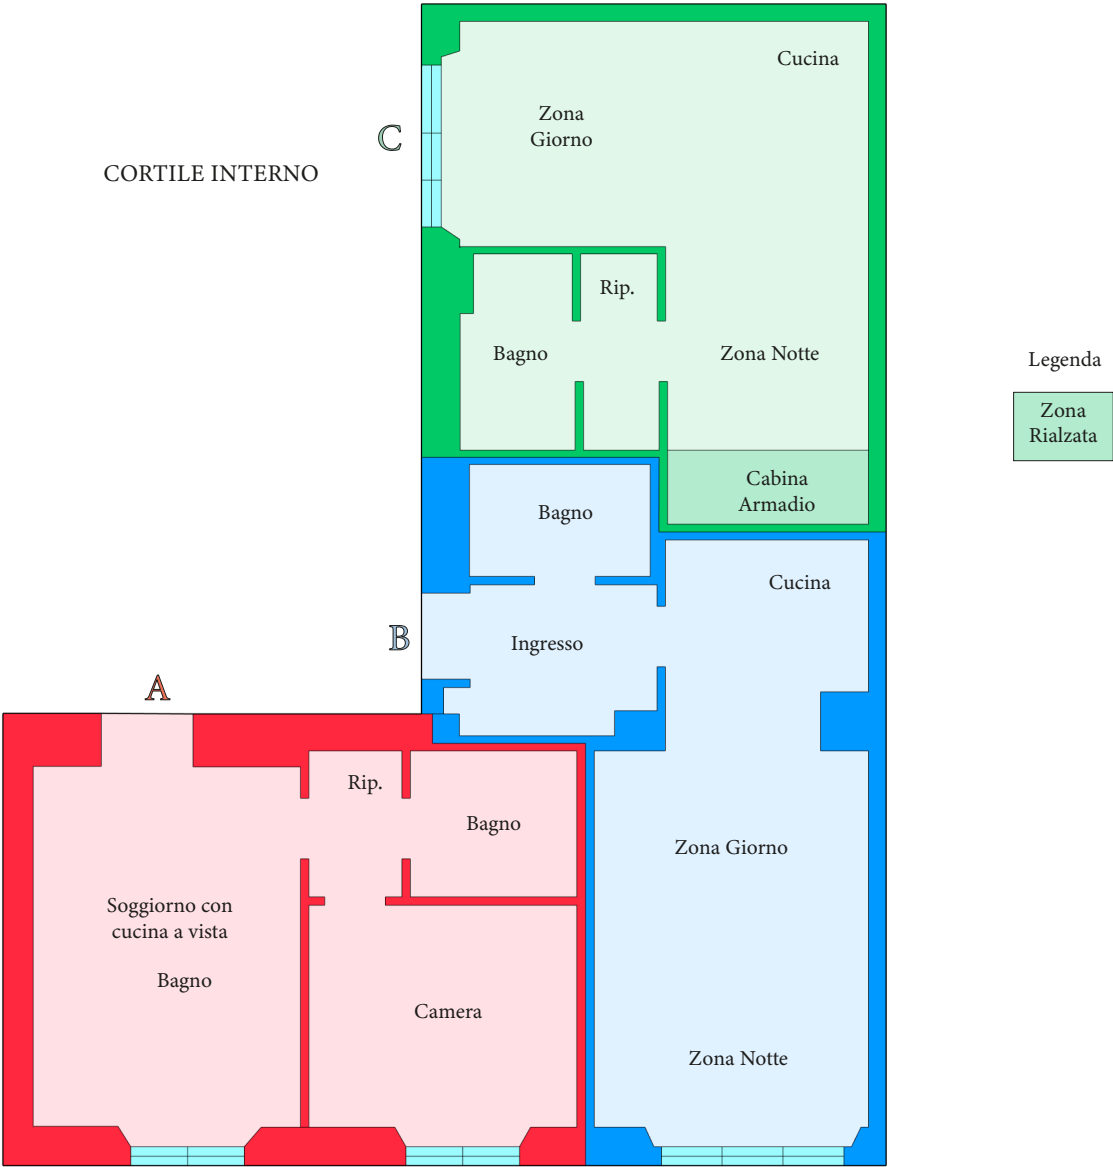 Cucina
Zona
Giorno
C
CORTILE INTERNO
Rip.
Bagno
Zona Notte
Legenda
Zona
Rialzata
Cabina
Armadio
Bagno
Cucina
B
Ingresso
A
Rip.
Bagno
Zona Giorno
Soggiorno con
cucina a vista
Bagno
Camera
Zona Notte